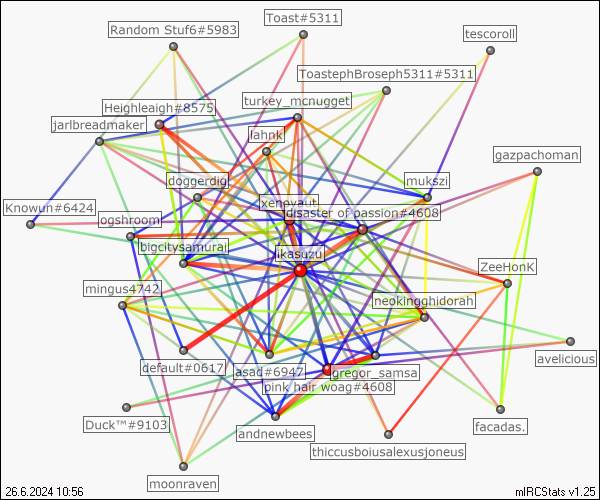 Toast#5311
Random Stuf6#5983
tescoroll
ToastephBroseph5311#5311
Heighleigh#8575
turkey_mcnugget
jarlbreadmaker
lahnk
gazpachoman
doggerdig
mukszi
xenovaut
Knowun#6424
disaster of passion#4608
ogshroom
bigcitysamurai
ikasuzu
ZeeHonk
mingus4742
neokingghidorah
avelicious
default#0617
asad#6947
gregor_samsa
pink hair woag#4608
Duck™#9103
andnewbees
facadas.
thiccusboiusalexusjoneus
moonraven
26.6.2024 10:56
mIRCStats v1.25